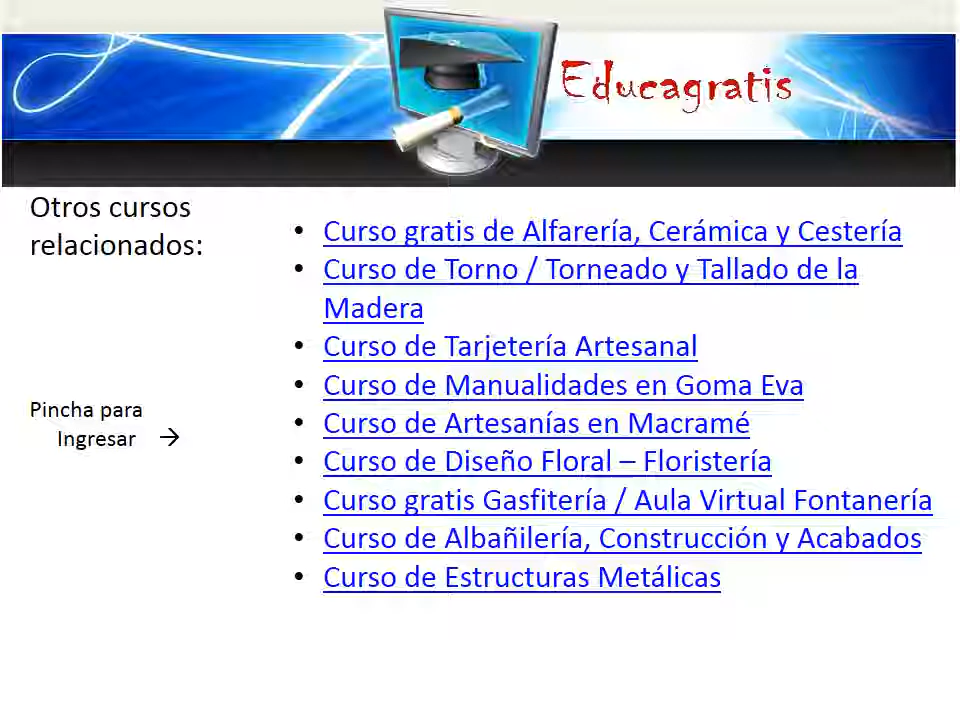 Educagratis
Otros cursos
relacionados:
Pincha para
Ingresar →
• Curso gratis de Alfarería, Cerámica y Cestería
• Curso de Torno / Torneado y Tallado de la
Madera
• Curso de Tarjetería Artesanal
• Curso de Manualidades en Goma Eva
• Curso de Artesanías en Macramé
• Curso de Diseño Floral – Floristería
• Curso gratis Gasfitería / Aula Virtual Fontanería
• Curso de Albañilería, Construcción y Acabados
• Curso de Estructuras Metálicas